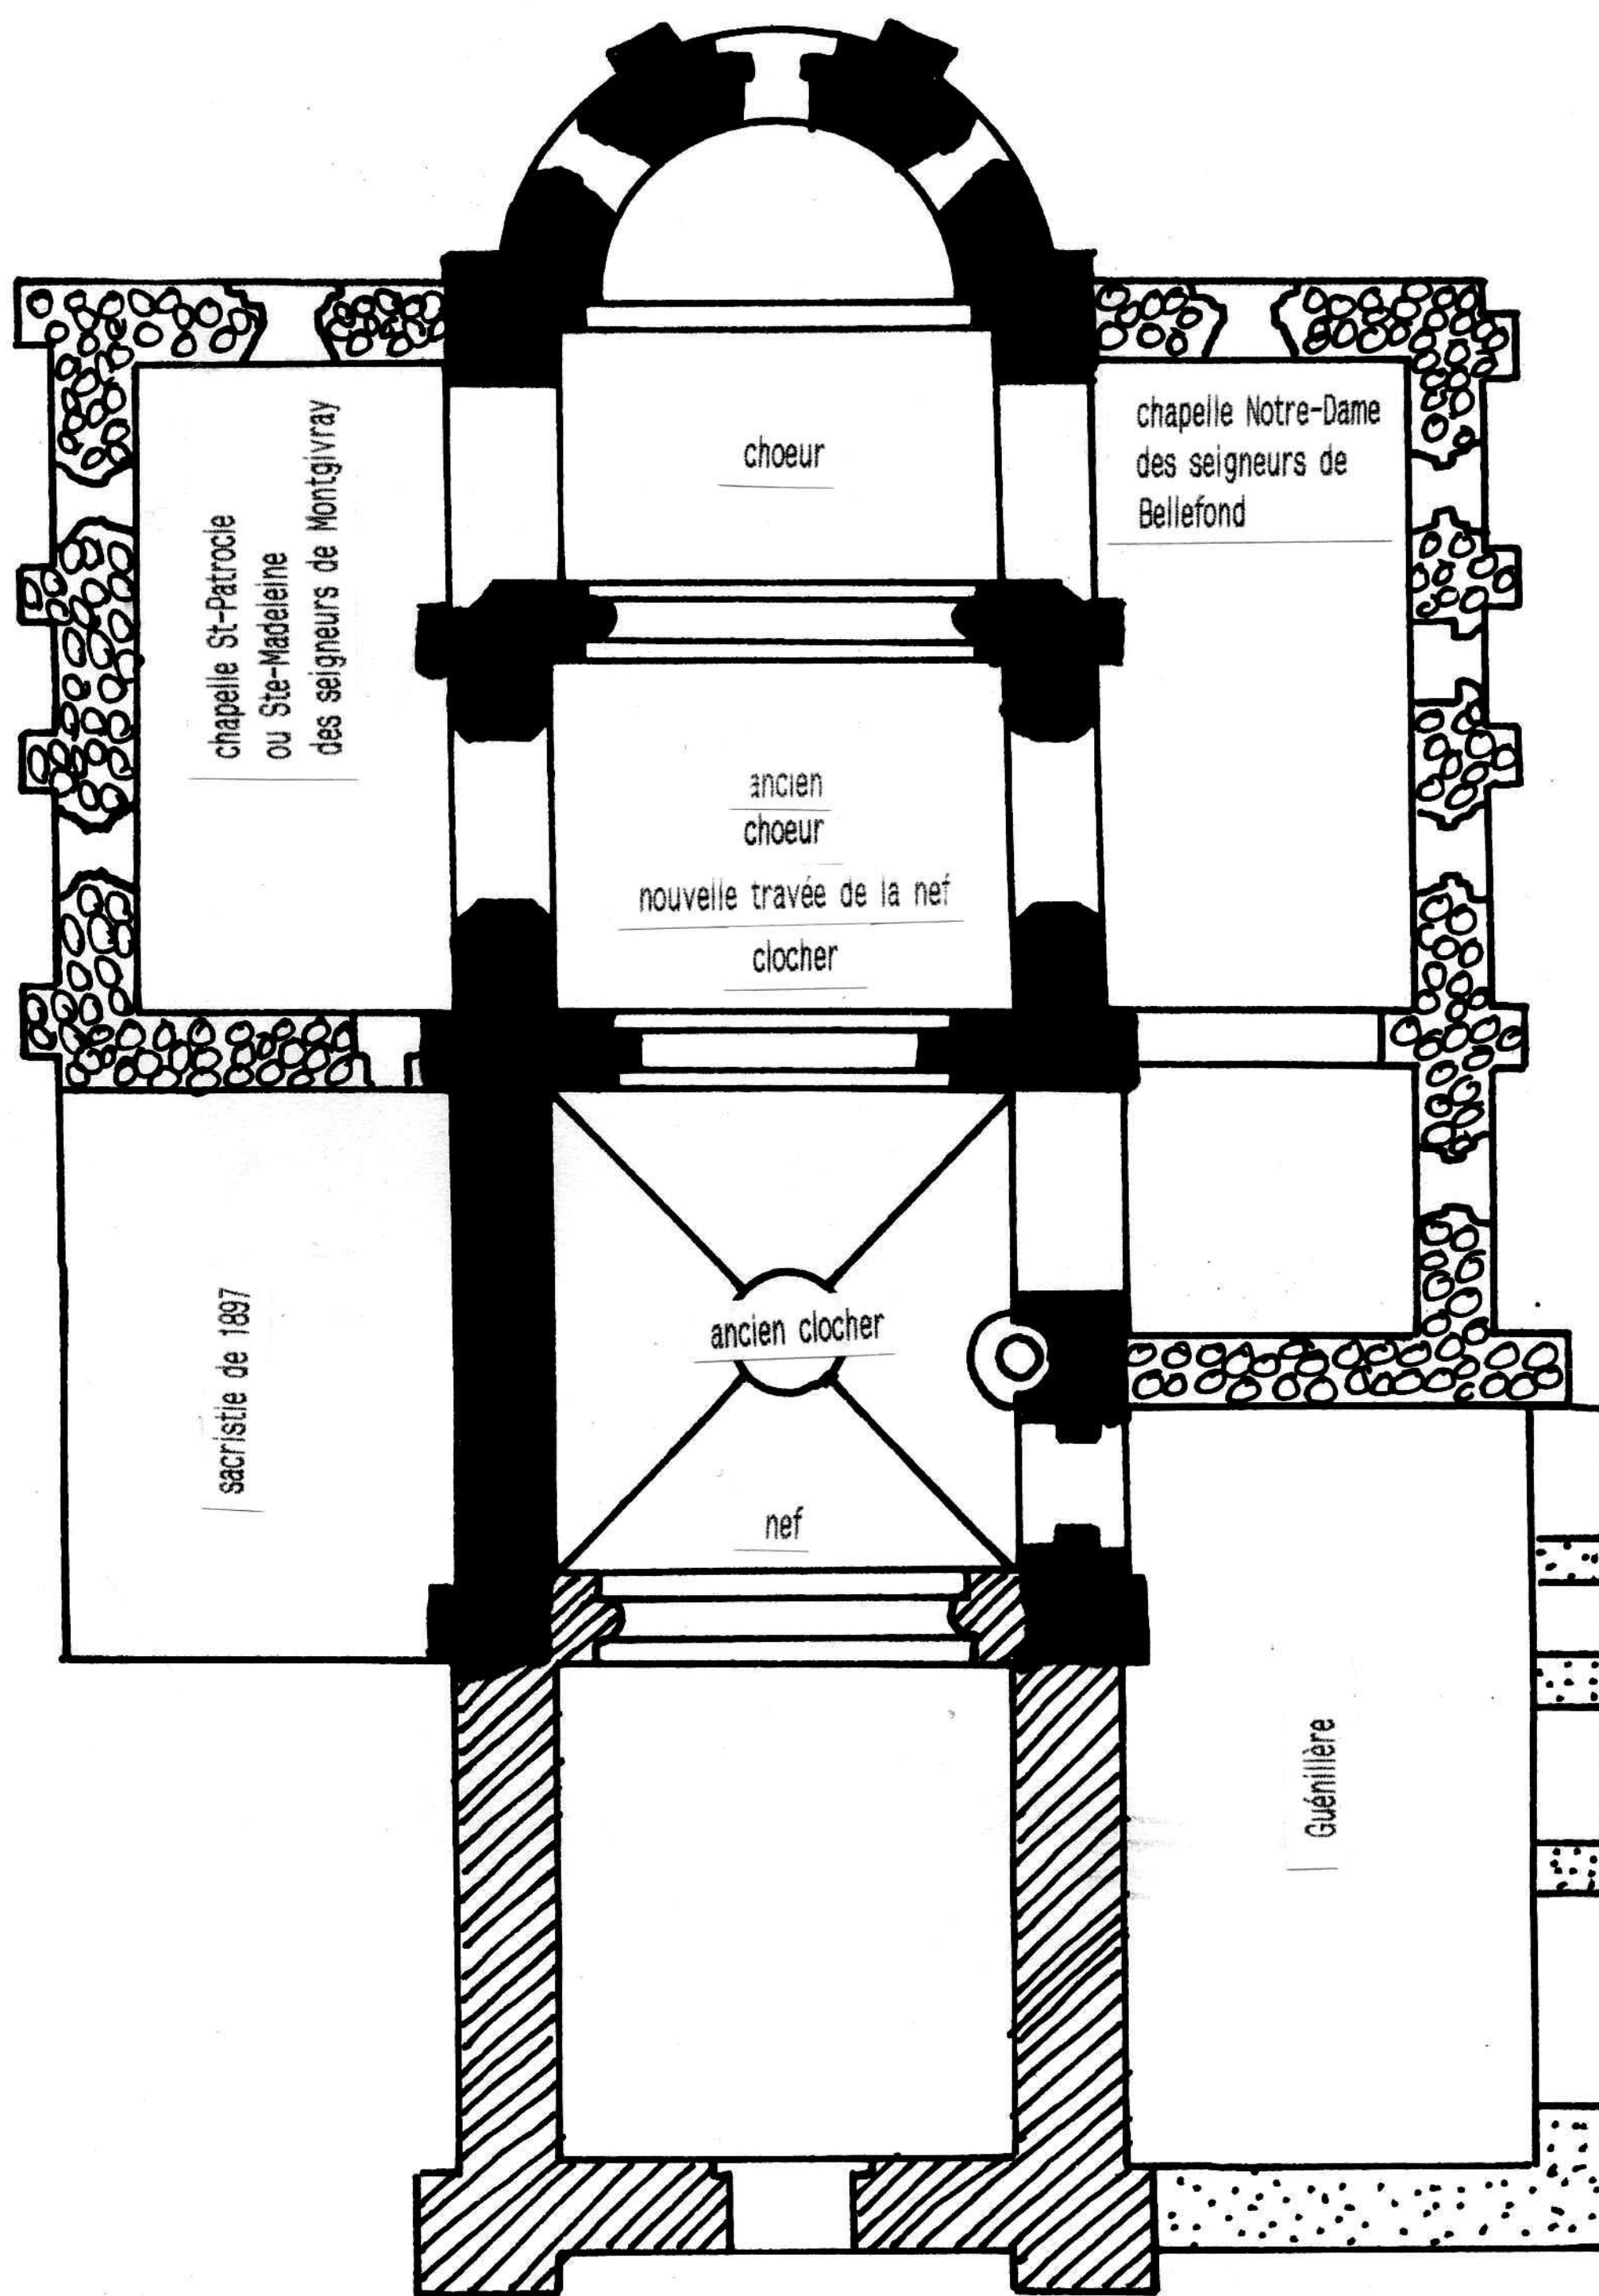 choeur
chapelle Notre-Dame
des seigneurs de
Bellefond
chapelle St-Patrocle
ou Ste-Madeleine
des seigneurs de Montgivray
ancien
choeur
nouvelle travée de la nef
clocher
ancien clocher
sacristie de 1897
nef
Guénillère